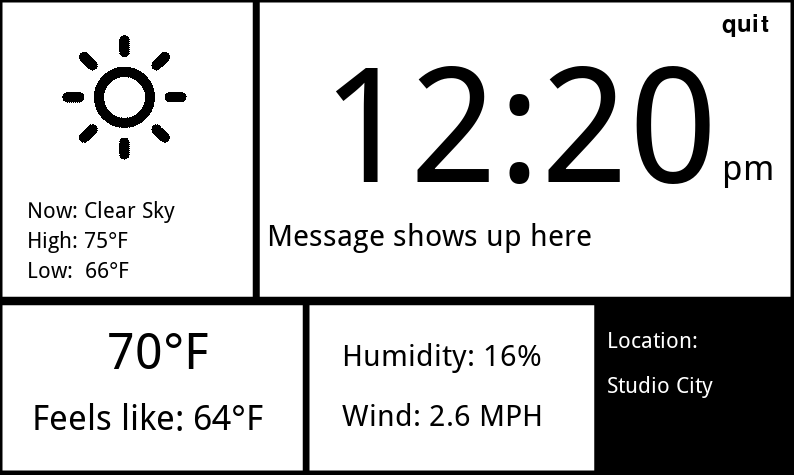 quit
12:20 pm
Message shows up here
Now: Clear Sky
High: 75°F
Low: 66°F
70°F
Feels like: 64°F
Humidity: 16%
Wind: 2.6 MPH
Location:
Studio City